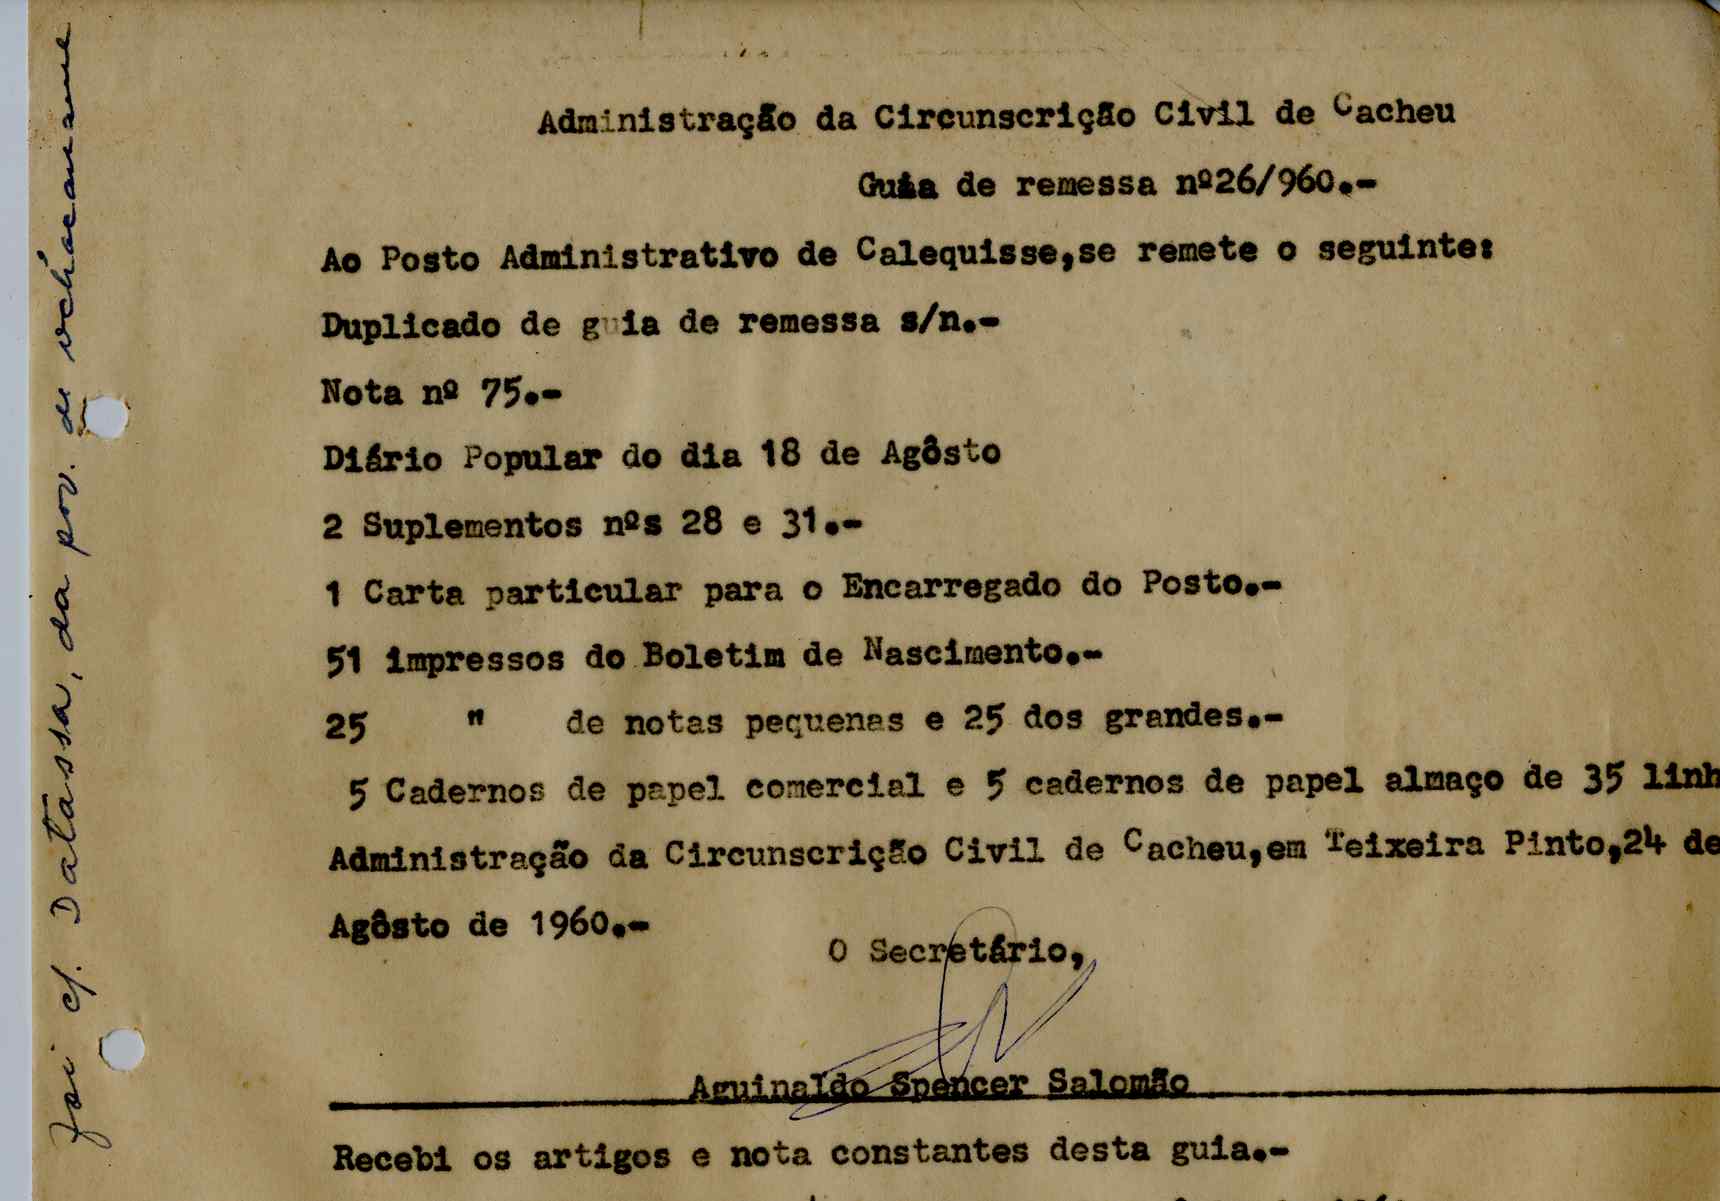 Administração da Circunscrição Civil de Cacheu
Guia de remessa nº26/960.-
Ao Posto Administrativo de Calequisse,se remete o seguinte:
Duplicado de guia de remessa s/n.-
Nota nº 75.-
Diário Popular do dia 18 de Agôsto
2 Suplementos nºs 28 e 31.-
1 Carta particular para o Encarregado do Posto.-
51 impressos do Boletim de Nascimento.-
25 " de notas pequenas e 25 dos grandes.-
5 Cadernos de papel comercial e 5 cadernos de papel almaço de 35 linh
Administração da Circunscrição Civil de Cacheu,em Teixeira Pinto,24 de
Agôsto de 1960.-
O Secretário,
Aguinaldo Spencer Salomão
Recebi os artigos e nota constantes desta guia.-
Foi c/. Datassa, da pov. de